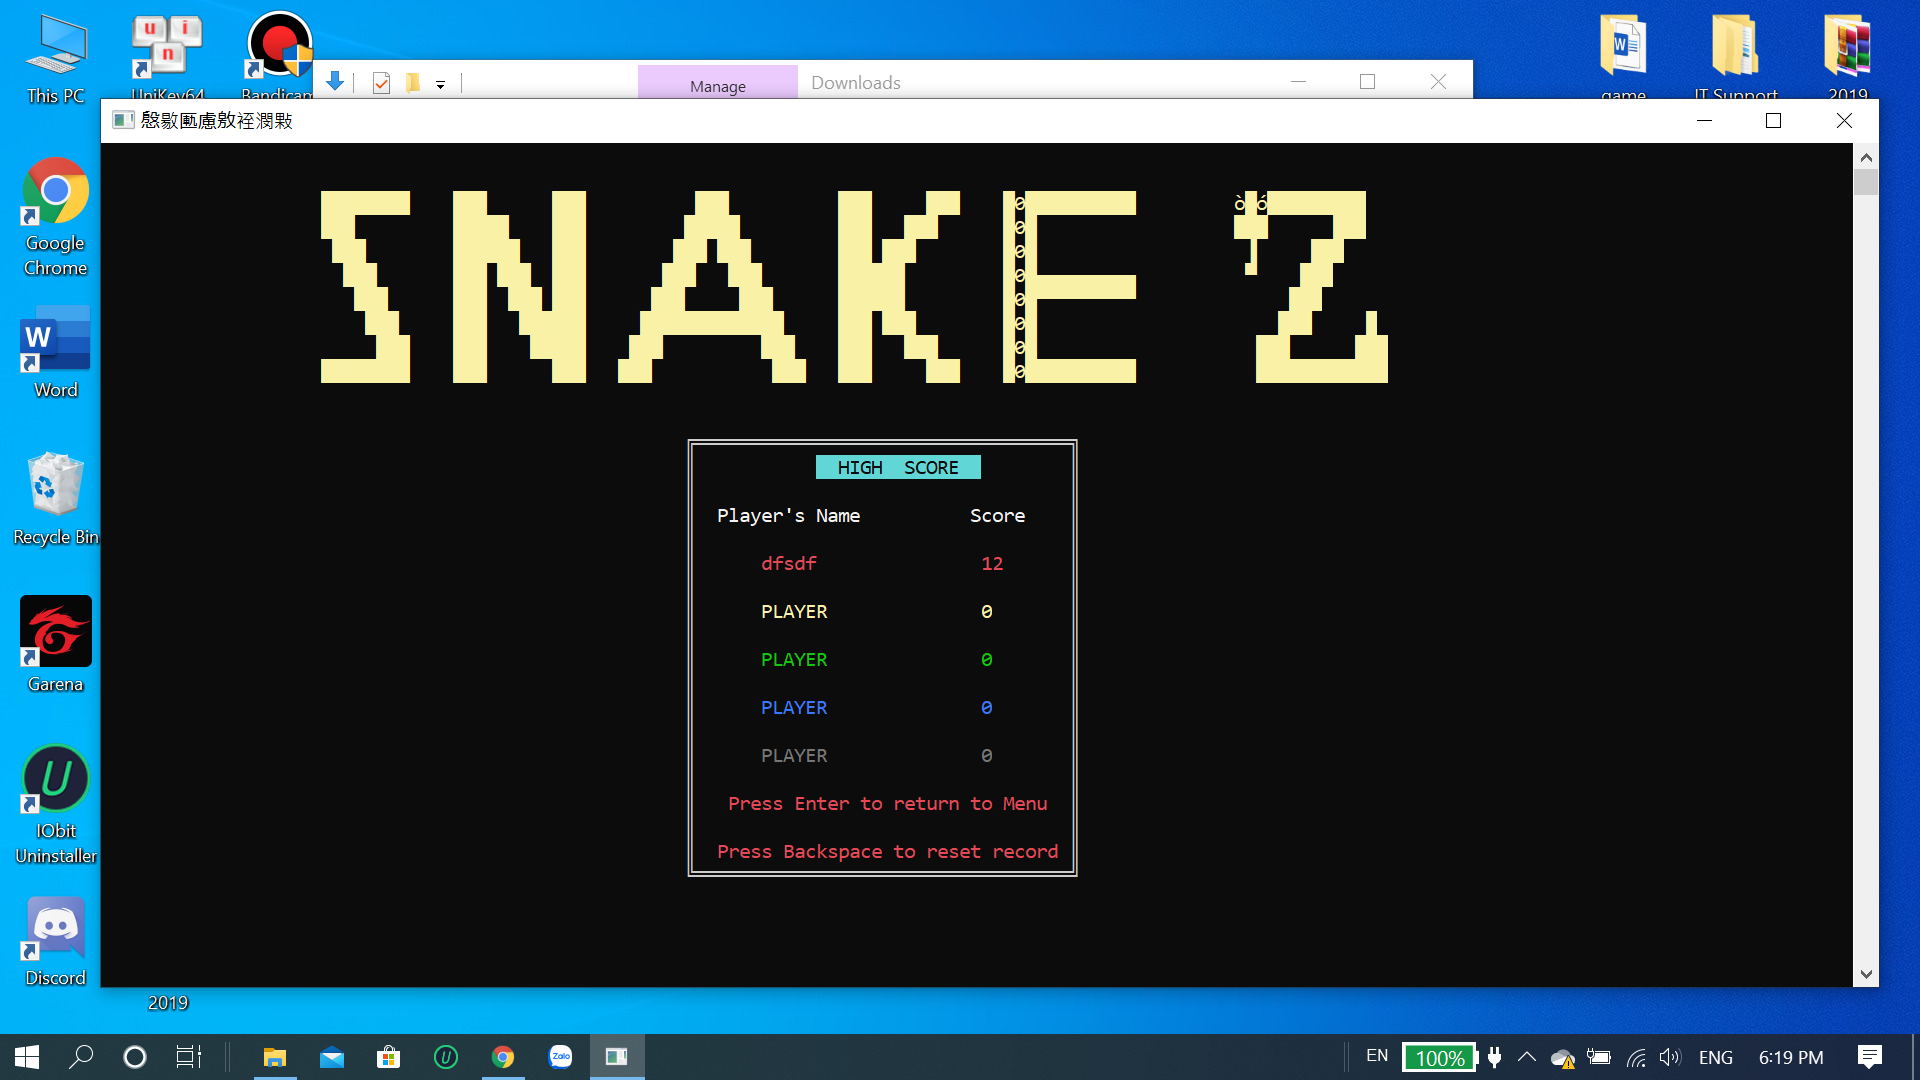 This PC
UniKey64
Bandicam
Manage
Downloads
game
IT Support
2019
SNAKE Z
HIGH SCORE
Player's Name Score
dfsdf 12
PLAYER 0
PLAYER 0
PLAYER 0
PLAYER 0
Press Enter to return to Menu
Press Backspace to reset record
Google
Chrome
Word
Recycle Bin
Garena
IObit
Uninstaller
Discord
2019
EN
100%
ENG
6:19 PM